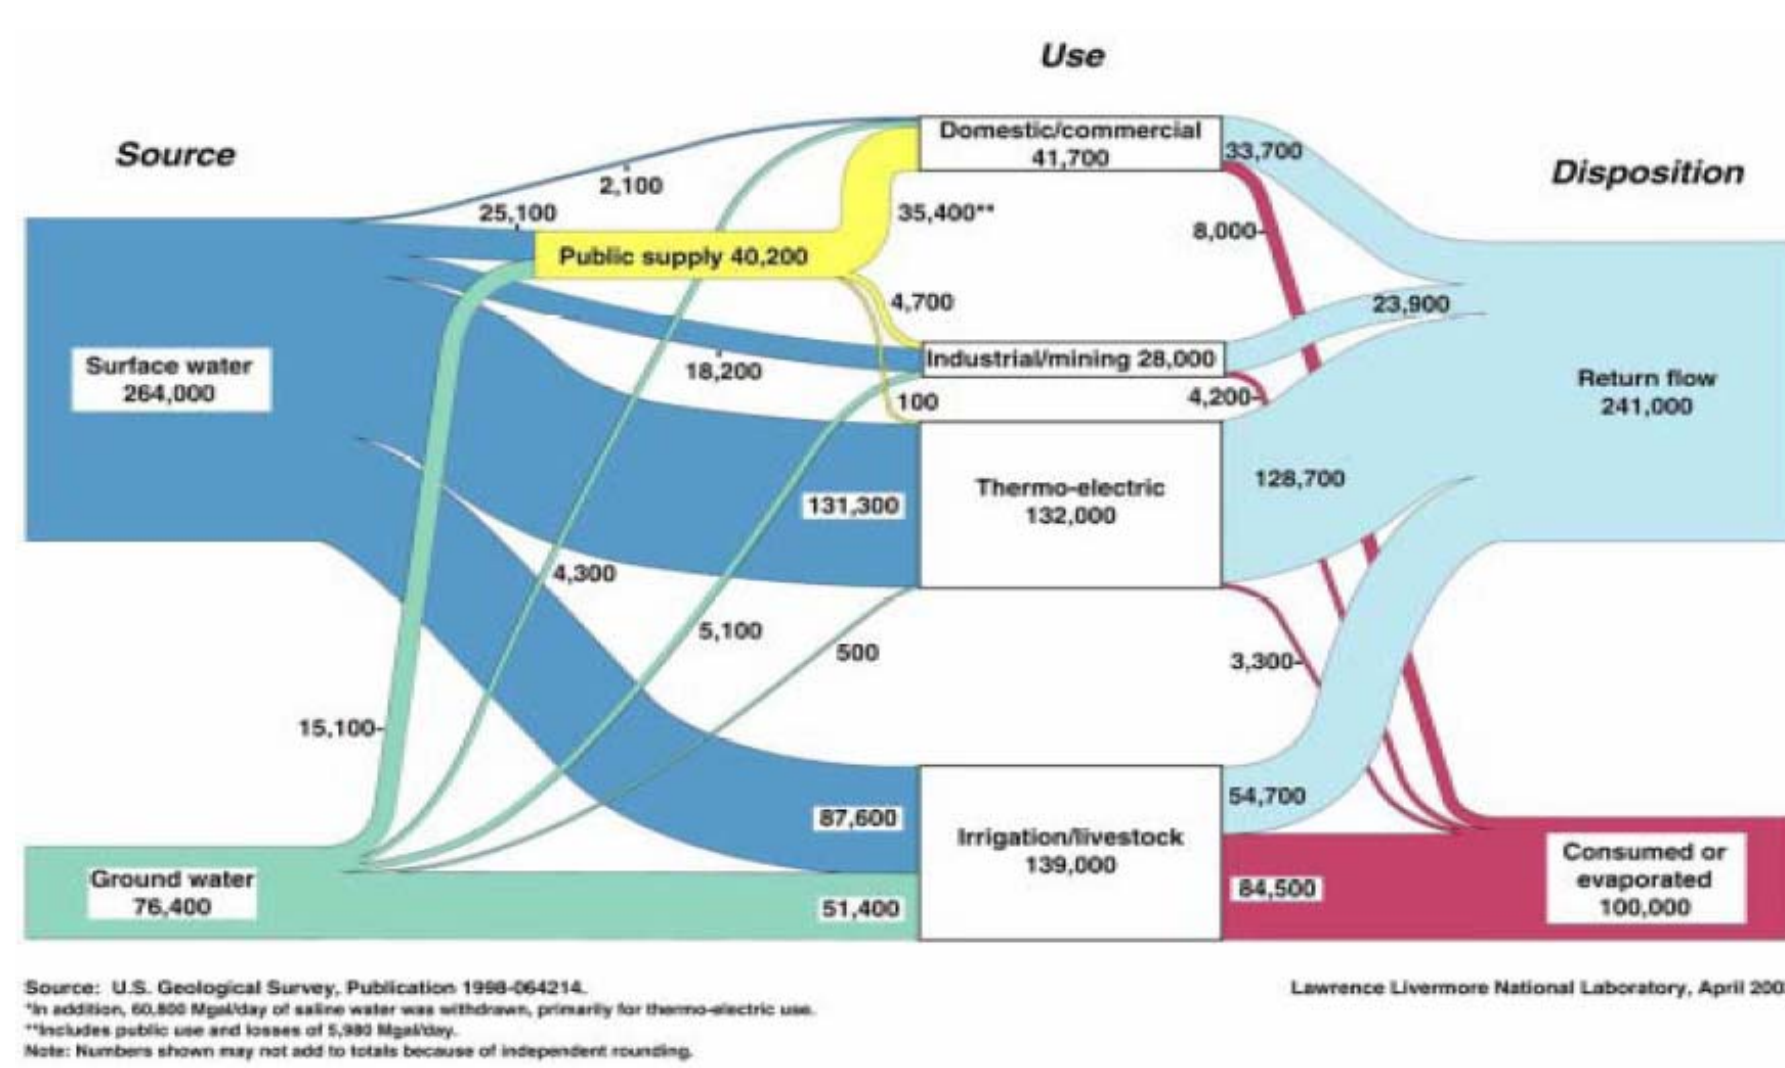 Use
Source
Disposition
Domestic/commercial
41,700
33,700
2,100
25,100
35,400**
8,000
Public supply 40,200
4,700
23,900
Surface water
264,000
18,200
Industrial/mining 28,000
4,200
100
Return flow
241,000
131,300
Thermo-electric
132,000
128,700
4,300
5,100
500
3,300
15,100
87,600
54,700
Irrigation/livestock
139,000
Ground water
76,400
51,400
84,500
Consumed or
evaporated
100,000
Source: U.S. Geological Survey, Publication 1998-064214.
Lawrence Livermore National Laboratory, April 200
*In addition, 60,800 Mgal/day of saline water was withdrawn, primarily for thermo-electric use.
**Includes public use and losses of 5,980 Mgal/day.
Note: Numbers shown may not add to totals because of independent rounding.